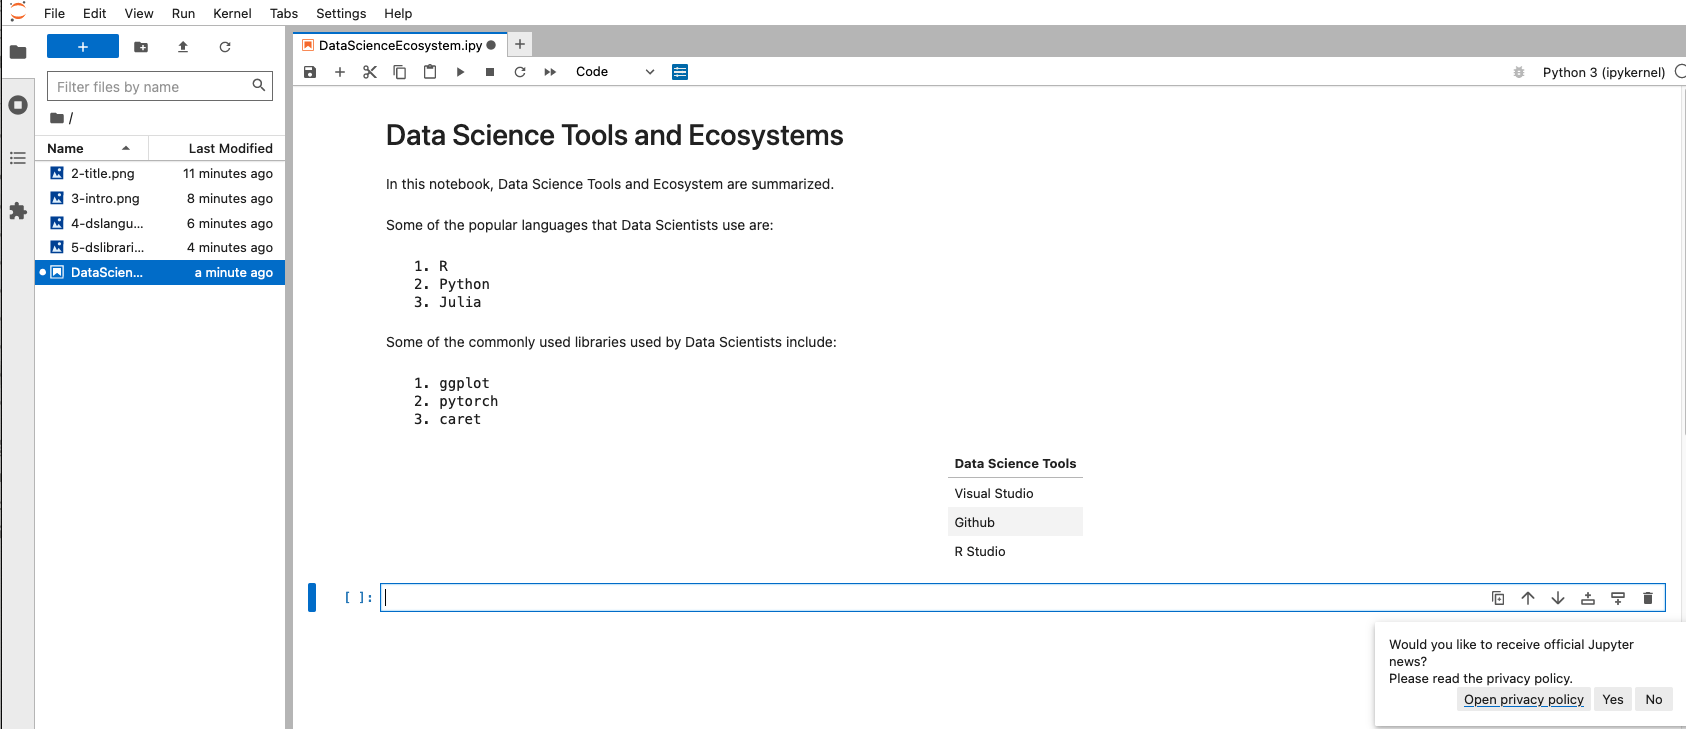 File Edit View Run Kernel Tabs Settings Help
+
Filter files by name
/
Name Last Modified
2-title.png 11 minutes ago
3-intro.png 8 minutes ago
4-dslangu... 6 minutes ago
5-dslibrari... 4 minutes ago
DataScien... a minute ago
DataScienceEcosystem.ipy
Code
Python 3 (ipykernel)
Data Science Tools and Ecosystems
In this notebook, Data Science Tools and Ecosystem are summarized.
Some of the popular languages that Data Scientists use are:
1. R
2. Python
3. Julia
Some of the commonly used libraries used by Data Scientists include:
1. ggplot
2. pytorch
3. caret
Data Science Tools
Visual Studio
Github
R Studio
[ ]:
Would you like to receive official Jupyter
news?
Please read the privacy policy.
Open privacy policy Yes No